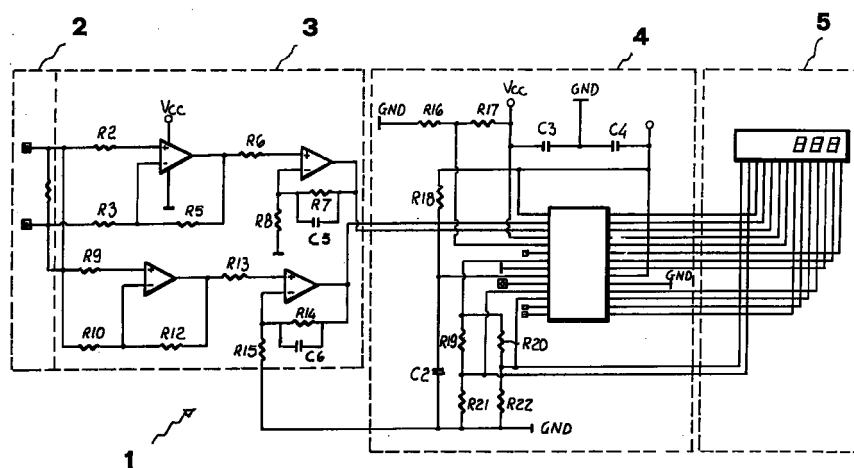 2
3
4
5
Vcc
GND
R16
R17
Vcc
GND
C3
C4
R2
R6
R18
888
R3
R5
R7
R8
C5
R9
R13
GND
R10
R12
R14
R15
C6
R19
R20
C2
R21
R22
GND
1